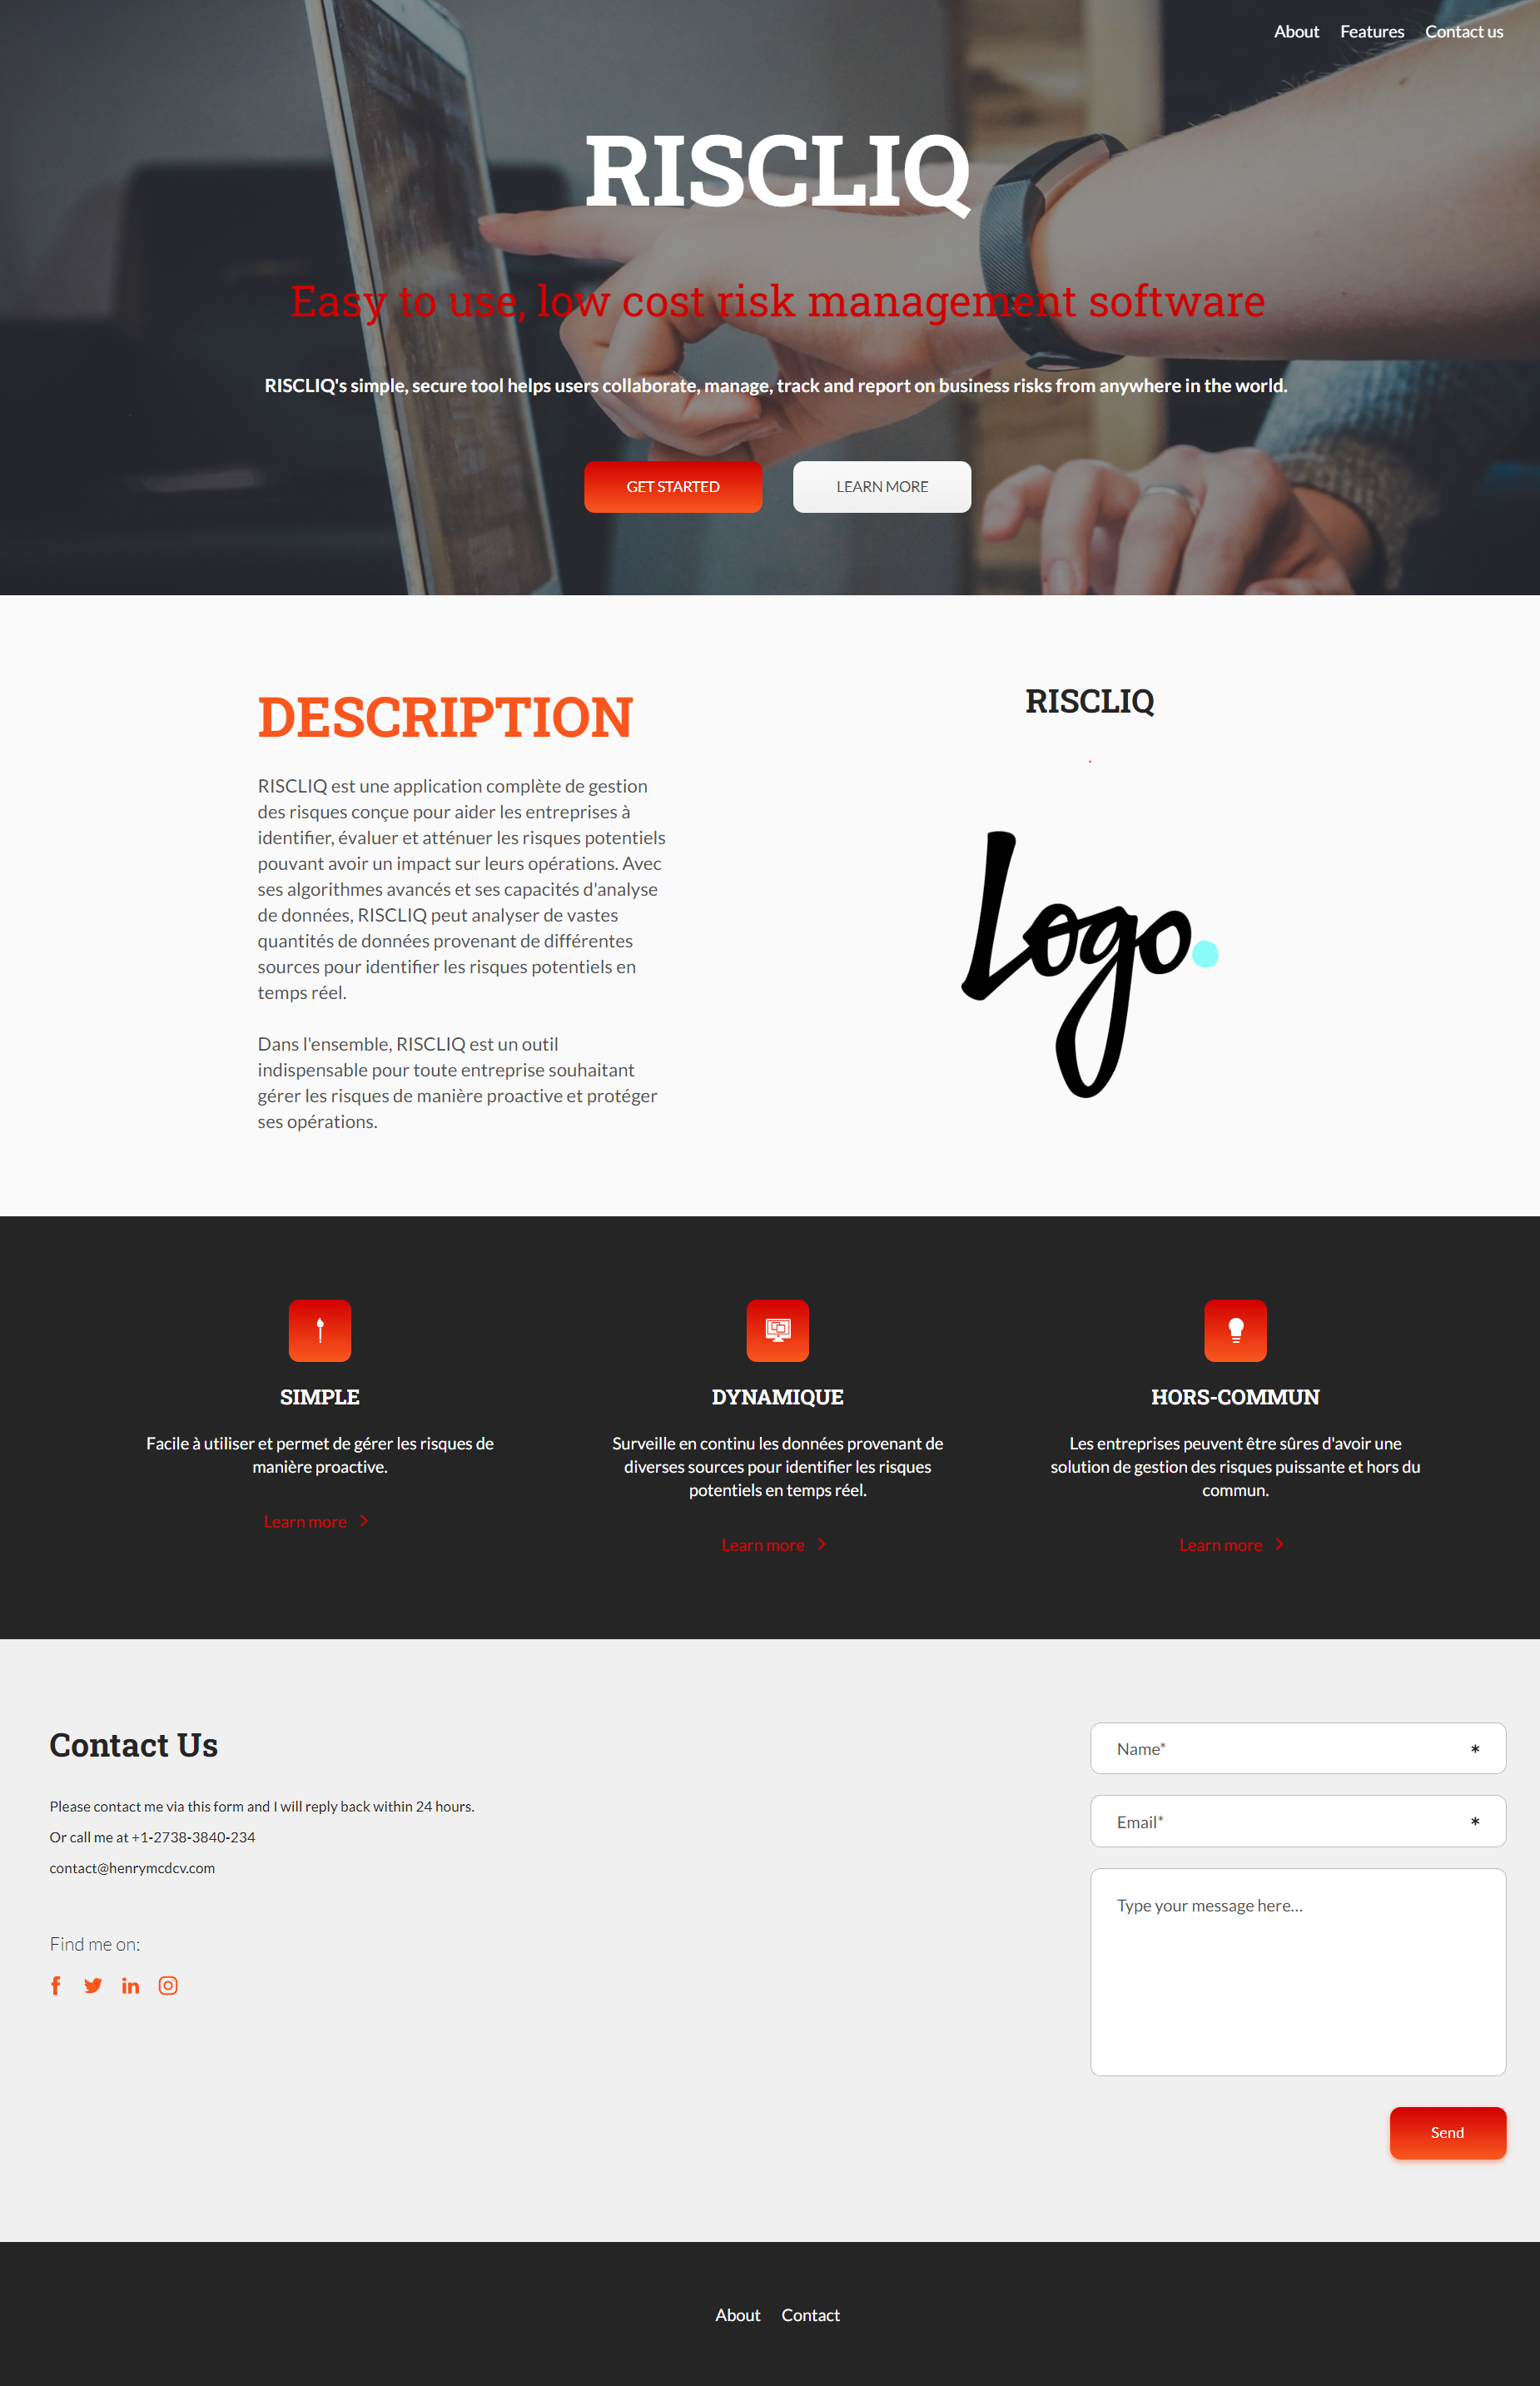 About Features Contact us
RISCLIQ
Easy to use, low cost risk management software
RISCLIQ's simple, secure tool helps users collaborate, manage, track and report on business risks from anywhere in the world.
GET STARTED LEARN MORE
DESCRIPTION
RISCLIQ est une application complète de gestion
des risques conçue pour aider les entreprises à
identifier, évaluer et atténuer les risques potentiels
pouvant avoir un impact sur leurs opérations. Avec
ses algorithmes avancés et ses capacités d'analyse
de données, RISCLIQ peut analyser de vastes
quantités de données provenant de différentes
sources pour identifier les risques potentiels en
temps réel.
Dans l'ensemble, RISCLIQ est un outil
indispensable pour toute entreprise souhaitant
gérer les risques de manière proactive et protéger
ses opérations.
RISCLIQ
Logo.
SIMPLE
Facile à utiliser et permet de gérer les risques de
manière proactive.
Learn more
DYNAMIQUE
Surveille en continu les données provenant de
diverses sources pour identifier les risques
potentiels en temps réel.
Learn more
HORS-COMMUN
Les entreprises peuvent être sûres d'avoir une
solution de gestion des risques puissante et hors du
commun.
Learn more
Contact Us
Please contact me via this form and I will reply back within 24 hours.
Or call me at +1-2738-3840-234
contact@henrymcdcv.com
Find me on:
Name* *
Email* *
Type your message here...
Send
About Contact